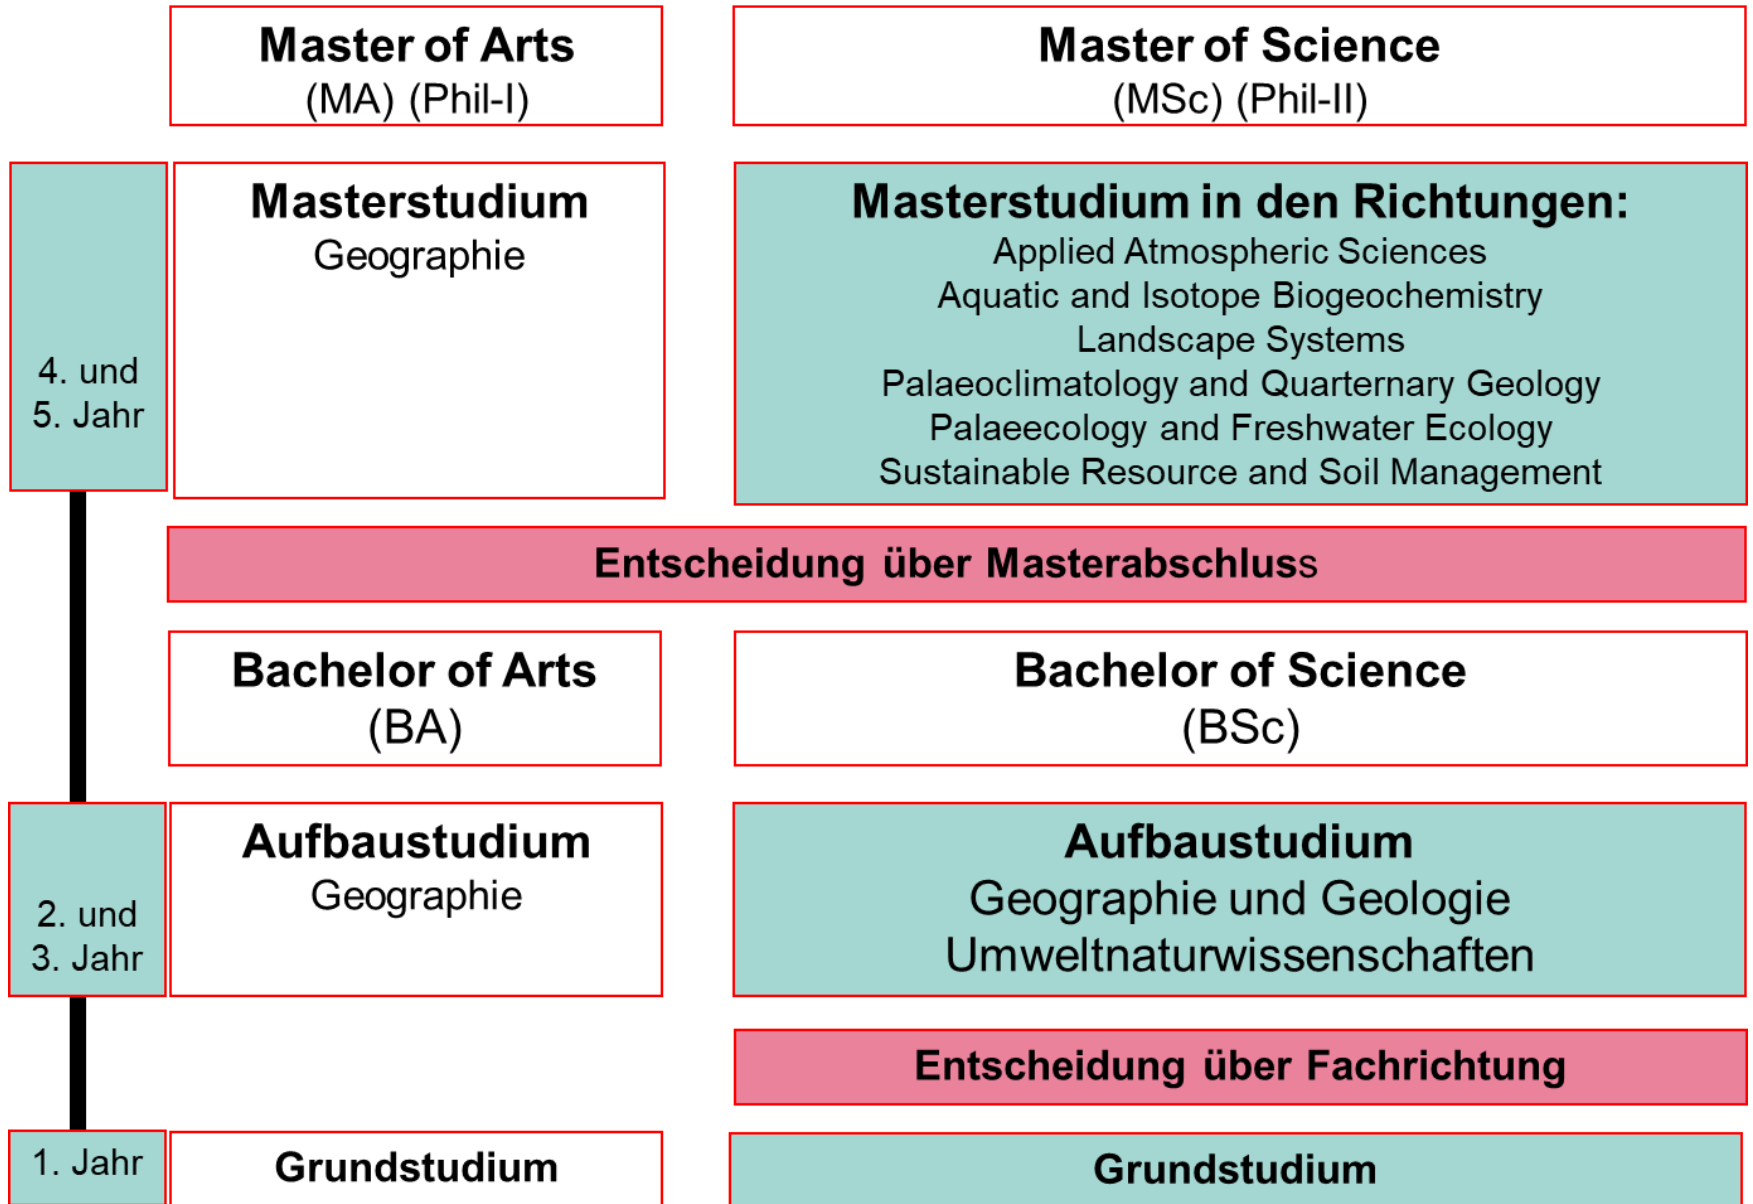 Master of Arts
(MA) (Phil-I)
Master of Science
(MSc) (Phil-II)
4. und
5. Jahr
Masterstudium
Geographie
Masterstudium in den Richtungen:
Applied Atmospheric Sciences
Aquatic and Isotope Biogeochemistry
Landscape Systems
Palaeoclimatology and Quarternary Geology
Palaeecology and Freshwater Ecology
Sustainable Resource and Soil Management
Entscheidung über Masterabschluss
Bachelor of Arts
(BA)
Bachelor of Science
(BSc)
2. und
3. Jahr
Aufbaustudium
Geographie
Aufbaustudium
Geographie und Geologie
Umweltnaturwissenschaften
Entscheidung über Fachrichtung
1. Jahr
Grundstudium
Grundstudium